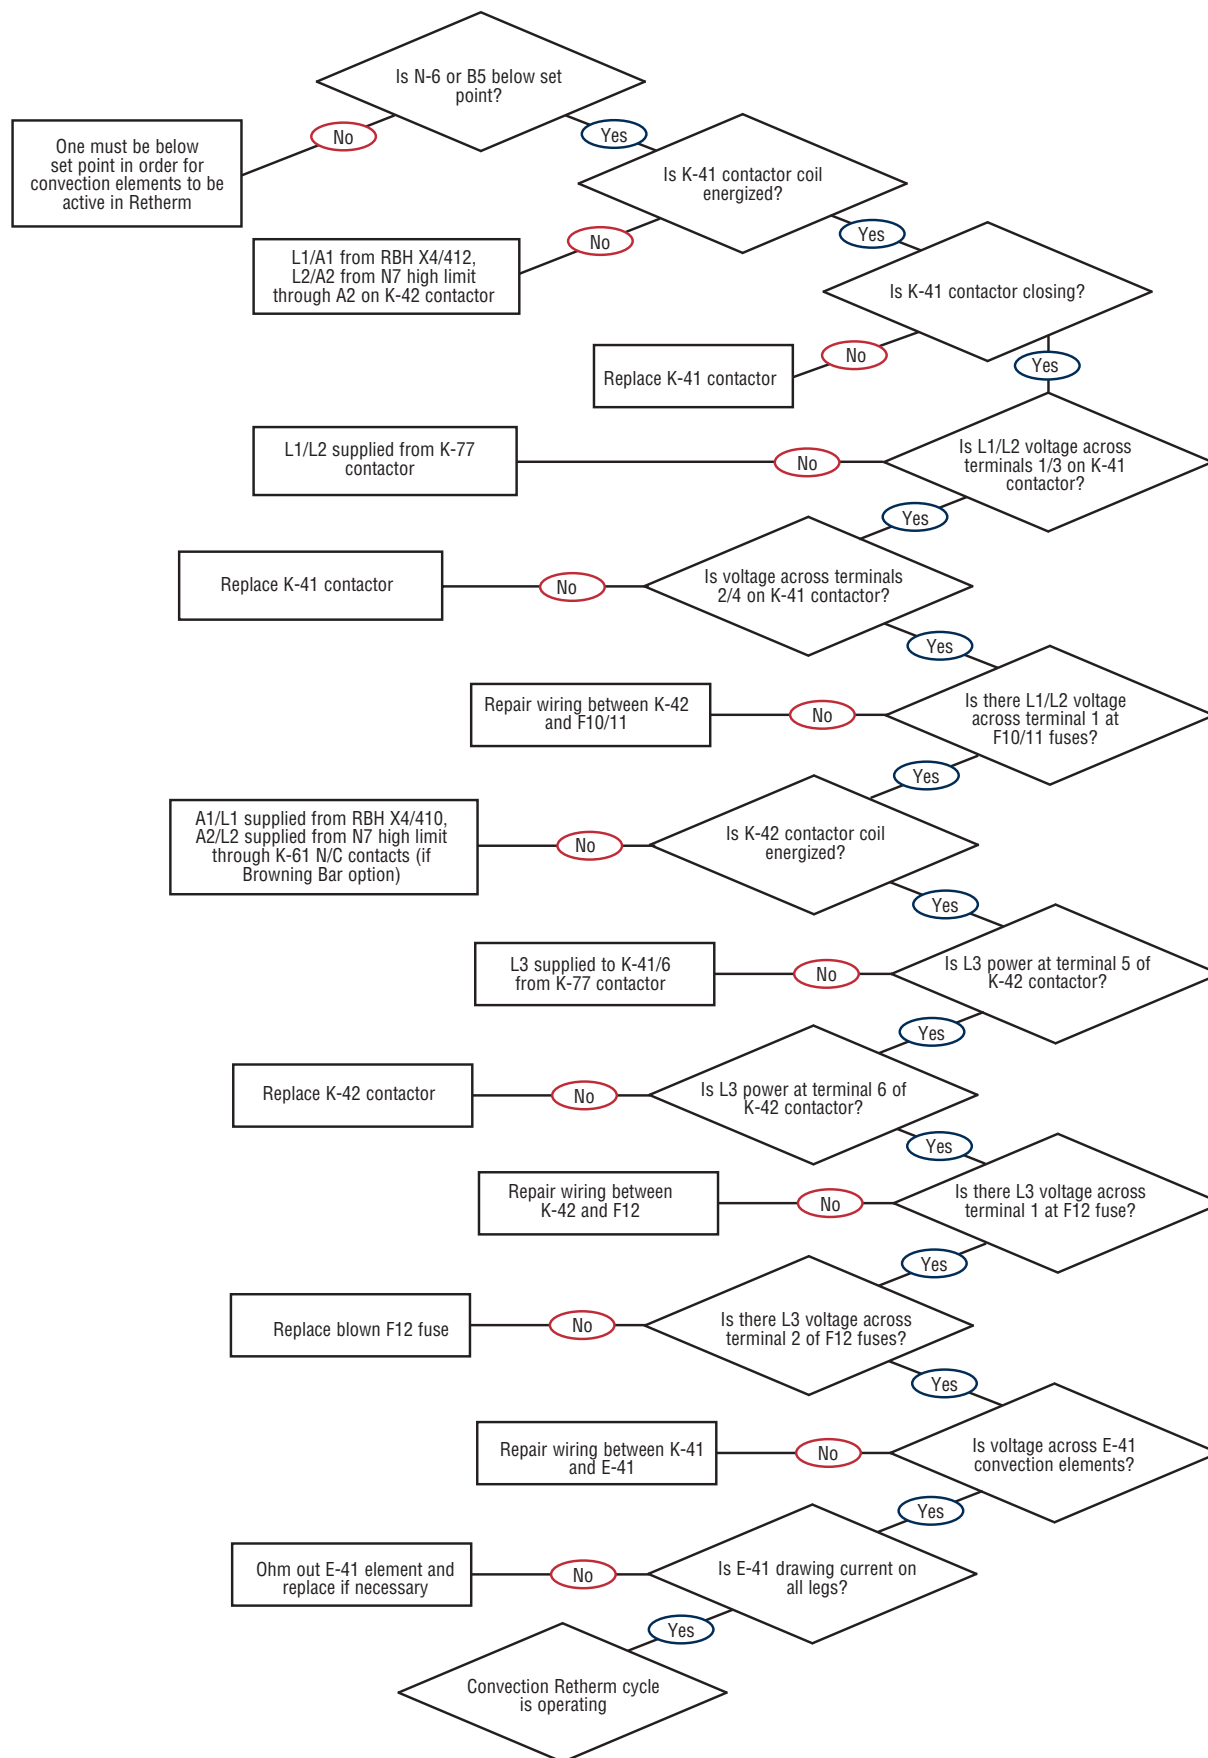 Is N-6 or B5 below set
point?
No
Yes
One must be below
set point in order for
convection elements to be
active in Retherm
Is K-41 contactor coil
energized?
No
Yes
L1/A1 from RBH X4/412,
L2/A2 from N7 high limit
through A2 on K-42 contactor
Is K-41 contactor closing?
No
Yes
Replace K-41 contactor
Is L1/L2 voltage across
terminals 1/3 on K-41
contactor?
No
L1/L2 supplied from K-77
contactor
Yes
Is voltage across terminals
2/4 on K-41 contactor?
No
Replace K-41 contactor
Yes
Is there L1/L2 voltage
across terminal 1 at
F10/11 fuses?
No
Repair wiring between K-42
and F10/11
Yes
Is K-42 contactor coil
energized?
No
A1/L1 supplied from RBH X4/410,
A2/L2 supplied from N7 high limit
through K-61 N/C contacts (if
Browning Bar option)
Yes
Is L3 power at terminal 5 of
K-42 contactor?
No
L3 supplied to K-41/6
from K-77 contactor
Yes
Is L3 power at terminal 6 of
K-42 contactor?
No
Replace K-42 contactor
Yes
Is there L3 voltage across
terminal 1 at F12 fuse?
No
Repair wiring between
K-42 and F12
Yes
Is there L3 voltage across
terminal 2 of F12 fuses?
No
Replace blown F12 fuse
Yes
Is voltage across E-41
convection elements?
No
Repair wiring between K-41
and E-41
Yes
Is E-41 drawing current on
all legs?
No
Ohm out E-41 element and
replace if necessary
Yes
Convection Retherm cycle
is operating